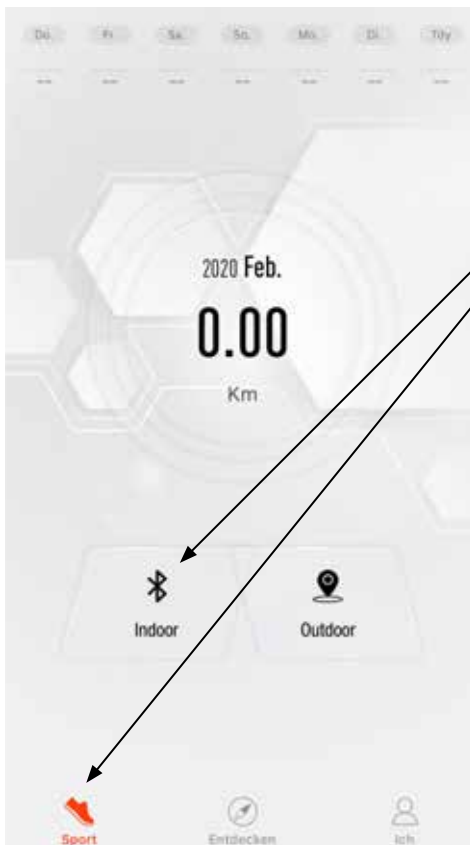 Do. Fr. Sa. So. Mo. Di.
-- -- -- -- -- -- --
2020 Feb.
0.00
Km
Indoor Outdoor
Sport Entdecken Ich